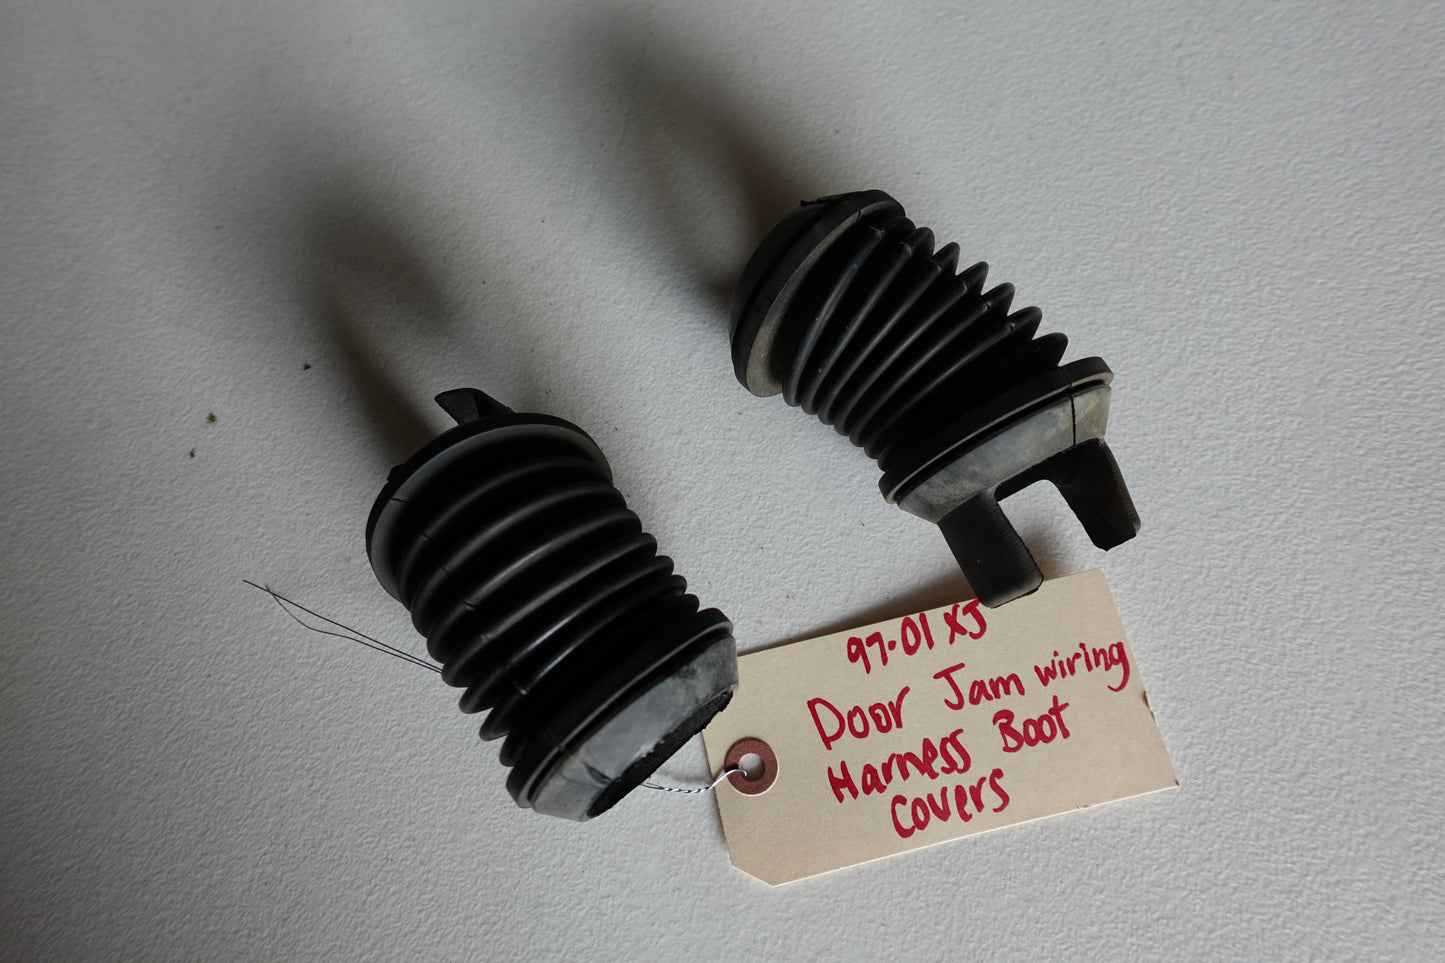 97-01 XJ
Door Jam wiring
Harness Boot
Covers